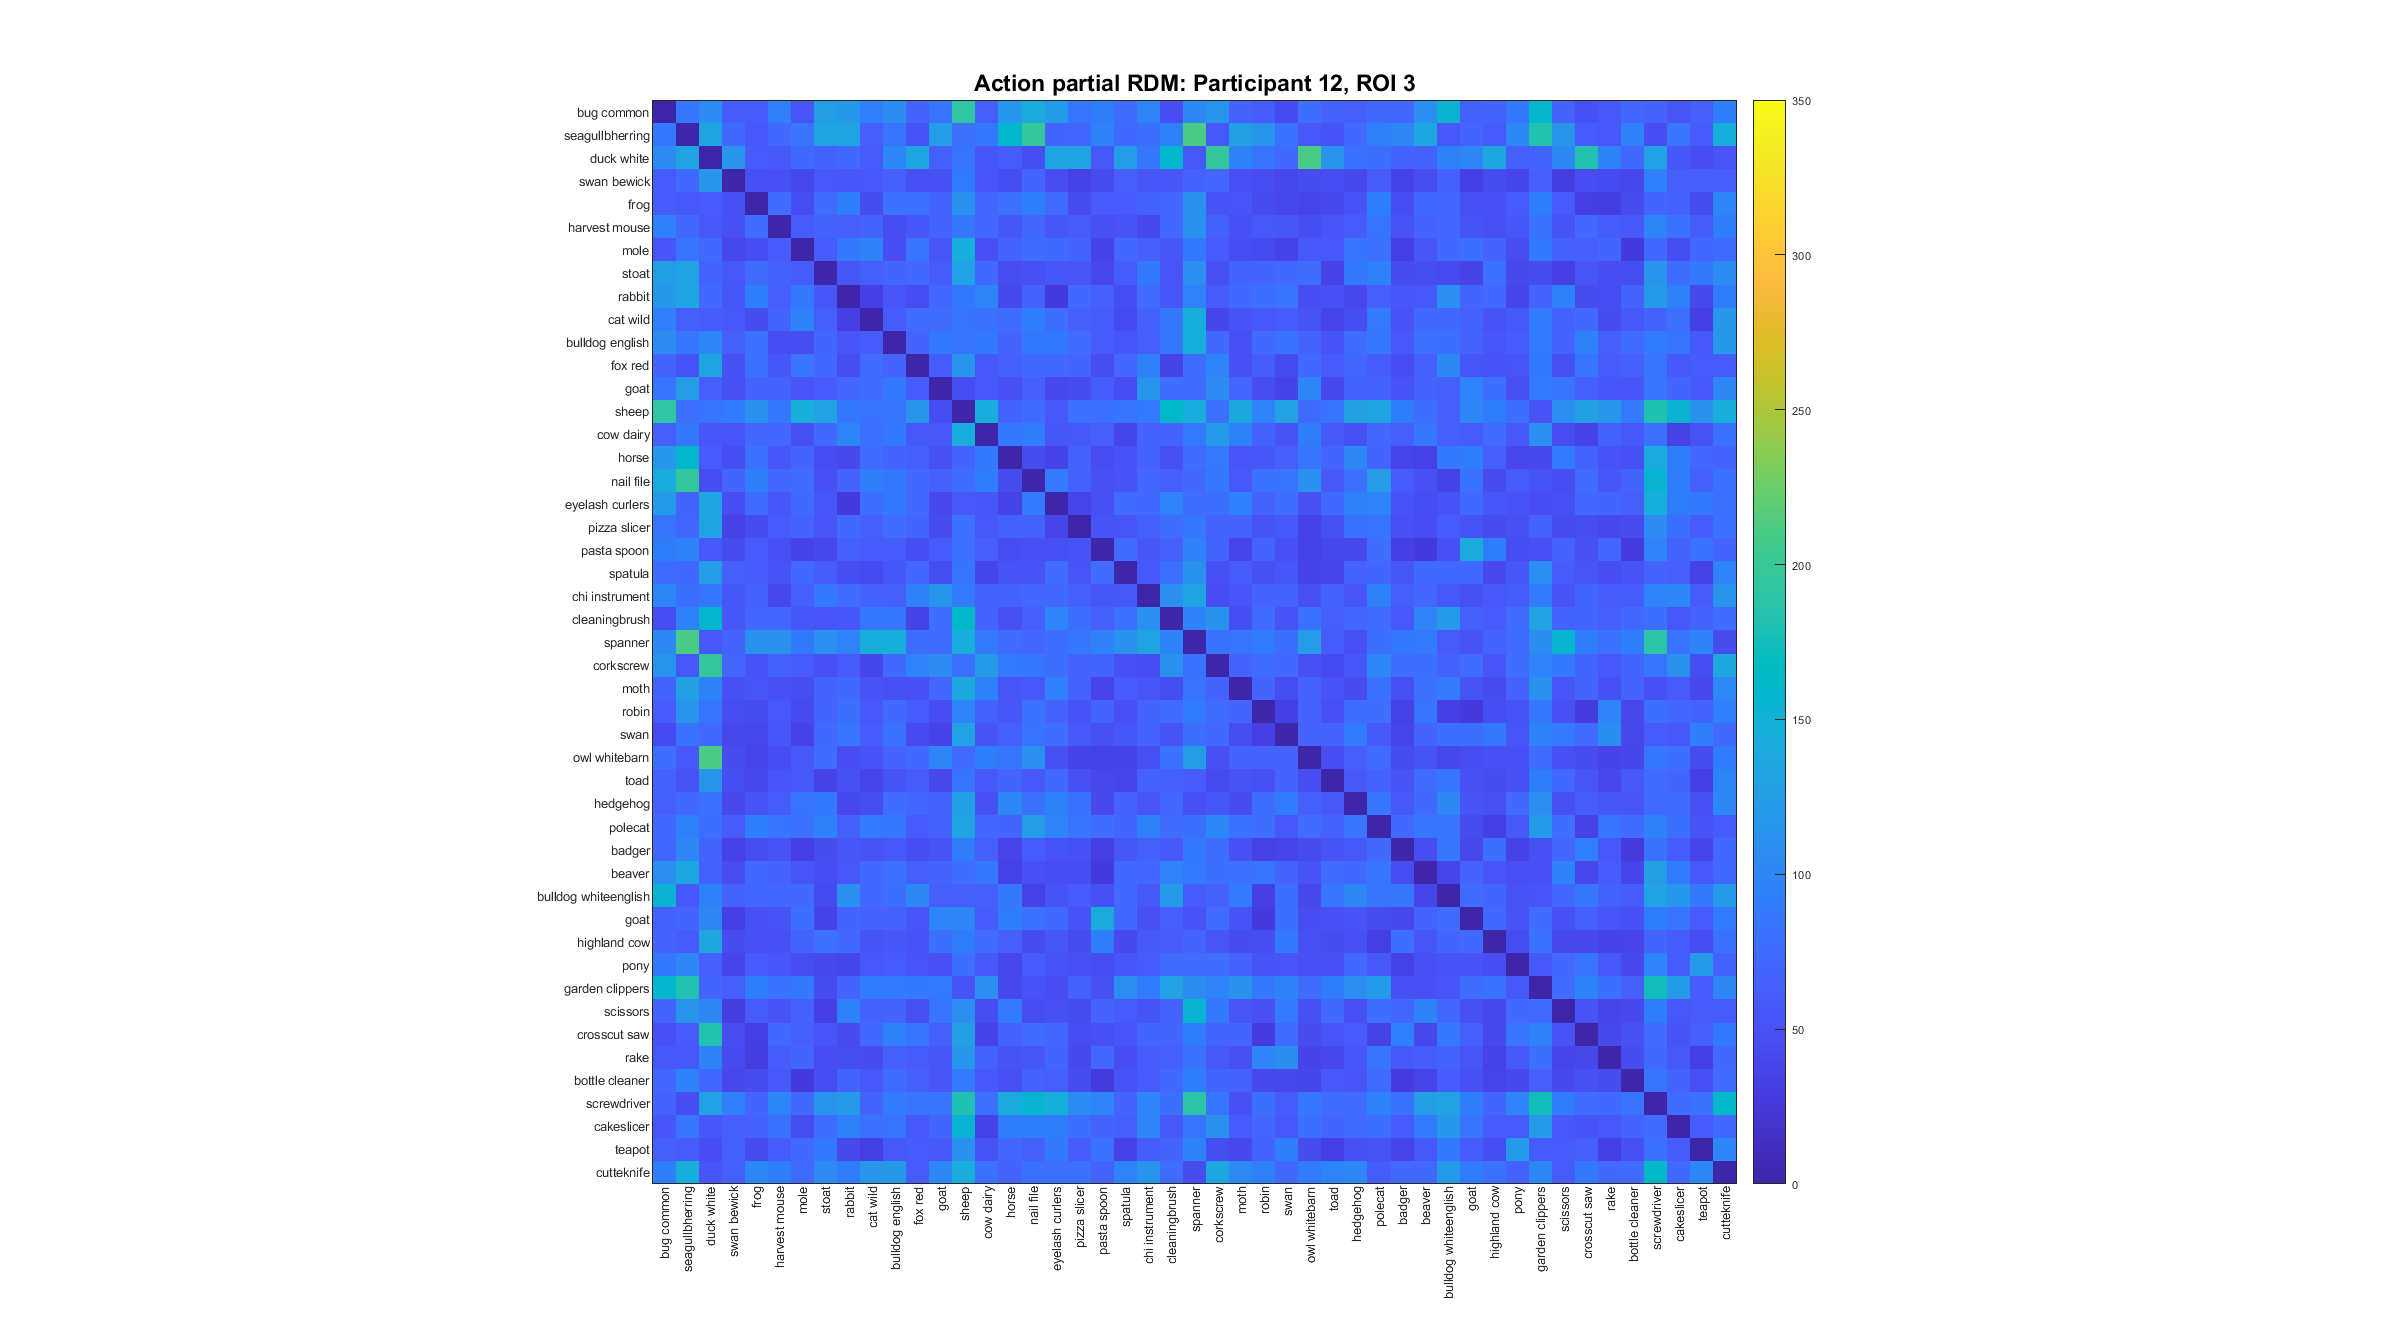 Action partial RDM: Participant 12, ROI 3
bug common
seagullbherring
duck white
swan bewick
frog
harvest mouse
mole
stoat
rabbit
cat wild
bulldog english
fox red
goat
sheep
cow dairy
horse
nail file
eyelash curlers
pizza slicer
pasta spoon
spatula
chi instrument
cleaningbrush
spanner
corkscrew
moth
robin
swan
owl whitebarn
toad
hedgehog
polecat
badger
beaver
bulldog whiteenglish
goat
highland cow
pony
garden clippers
scissors
crosscut saw
rake
bottle cleaner
screwdriver
cakeslicer
teapot
cutteknife
bug common
seagullbherring
duck white
swan bewick
frog
harvest mouse
mole
stoat
rabbit
cat wild
bulldog english
fox red
goat
sheep
cow dairy
horse
nail file
eyelash curlers
pizza slicer
pasta spoon
spatula
chi instrument
cleaningbrush
spanner
corkscrew
moth
robin
swan
owl whitebarn
toad
hedgehog
polecat
badger
beaver
bulldog whiteenglish
goat
highland cow
pony
garden clippers
scissors
crosscut saw
rake
bottle cleaner
screwdriver
cakeslicer
teapot
cutteknife
350
300
250
200
150
100
50
0